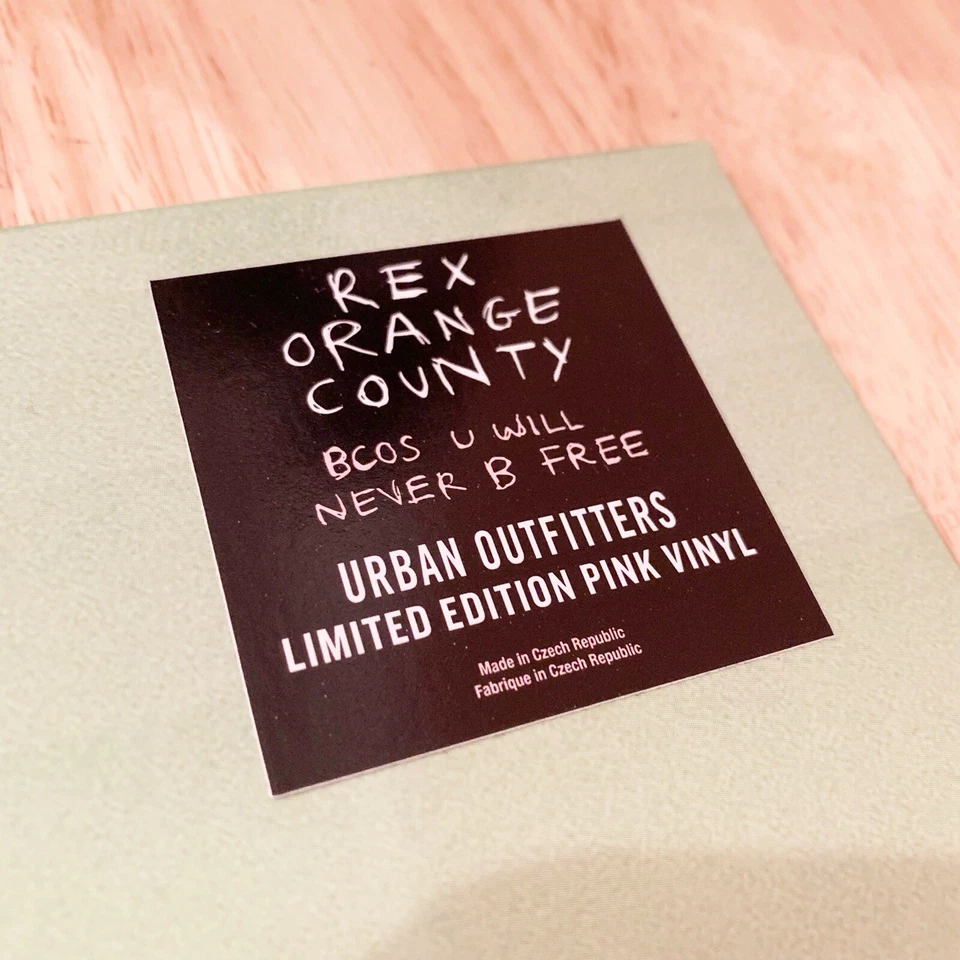 REX
ORANGE
COUNTY
BCOS U WILL
NEVER B FREE
URBAN OUTFITTERS
LIMITED EDITION PINK VINYL
Made in Czech Republic
Fabrique in Czech Republic